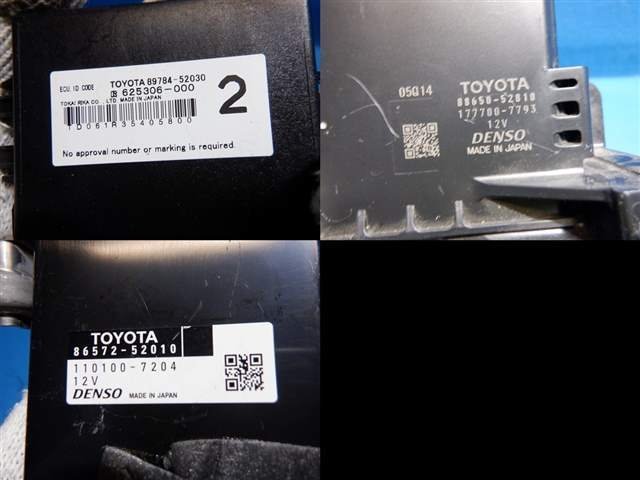 ECU. ID CODE TOYOTA 89784-52030
625306-000
TOKAI RIKA CO., LTD. MADE IN JAPAN
2
TD061A35405800
No approval number or marking is required.
05Q14
TOYOTA
88650-52810
177700-7793
12V
DENSO
MADE IN JAPAN
TOYOTA
86572-52010
110100-7204
12V
DENSO MADE IN JAPAN